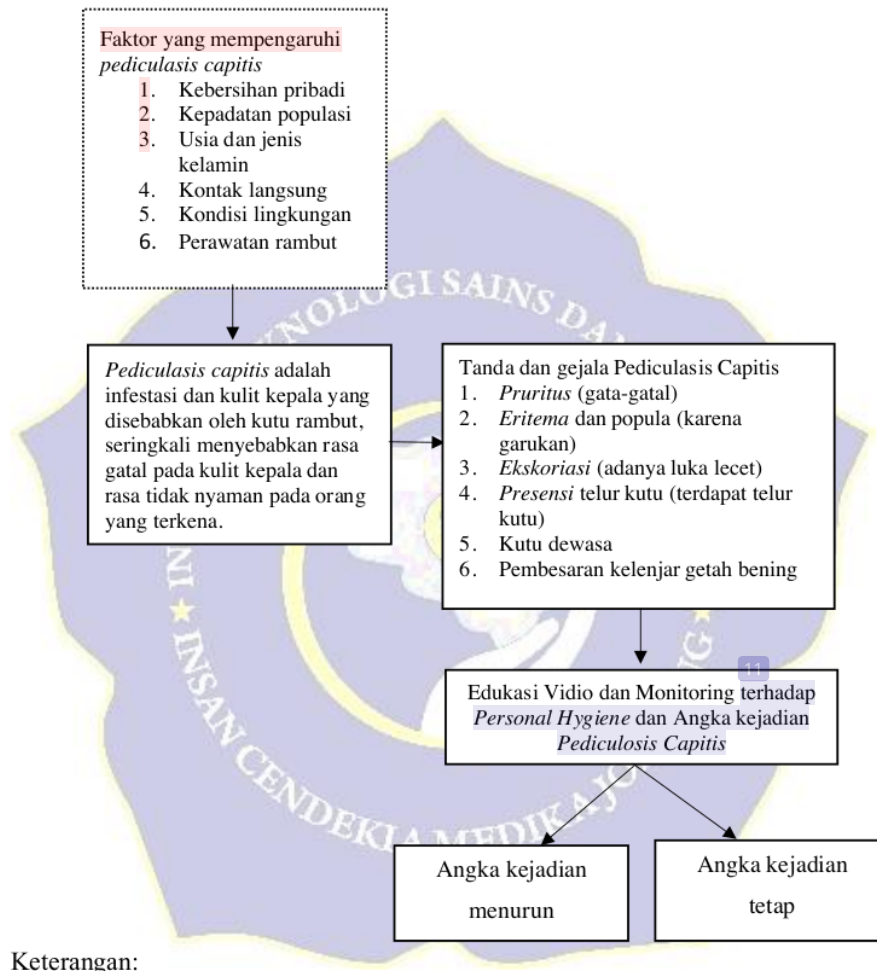 Faktor yang mempengaruhi
pediculasis capitis
1. Kebersihan pribadi
2. Kepadatan populasi
3. Usia dan jenis
kelamin
4. Kontak langsung
5. Kondisi lingkungan
6. Perawatan rambut
Pediculasis capitis adalah
infestasi dan kulit kepala yang
disebabkan oleh kutu rambut,
seringkali menyebabkan rasa
gatal pada kulit kepala dan
rasa tidak nyaman pada orang
yang terkena.
Tanda dan gejala Pediculasis Capitis
1. Pruritus (gata-gatal)
2. Eritema dan popula (karena
garukan)
3. Ekskoriasi (adanya luka lecet)
4. Presensi telur kutu (terdapat telur
kutu)
5. Kutu dewasa
6. Pembesaran kelenjar getah bening
11
Edukasi Vidio dan Monitoring terhadap
Personal Hygiene dan Angka kejadian
Pediculosis Capitis
Angka kejadian
menurun
Angka kejadian
tetap
Keterangan:
SAINS
INSAN CENDEKIA MEDIKA